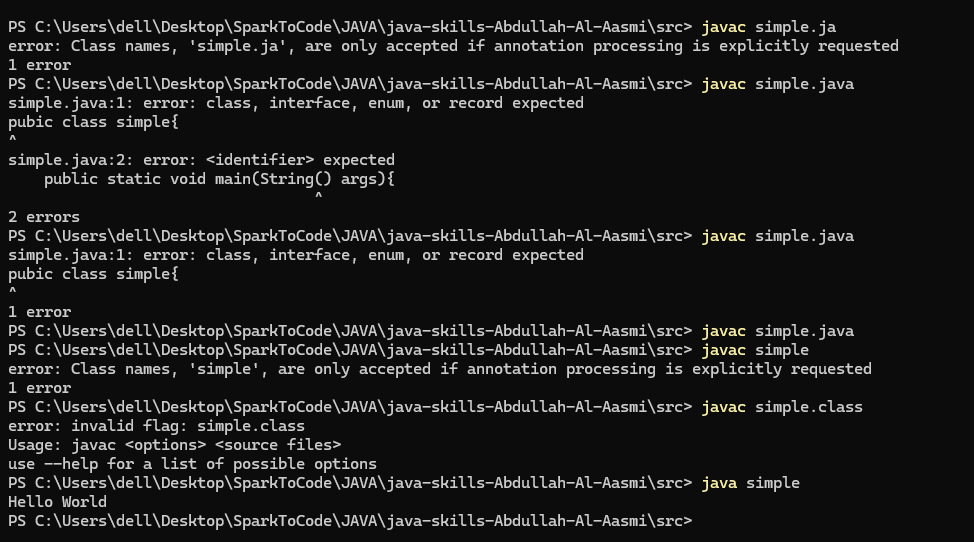 PS C:\Users\dell\Desktop\SparkToCode\JAVA\java-skills-Abdullah-Al-Aasmi\src> javac simple.ja
error: Class names, 'simple.ja', are only accepted if annotation processing is explicitly requested
1 error
PS C:\Users\dell\Desktop\SparkToCode\JAVA\java-skills-Abdullah-Al-Aasmi\src> javac simple.java
simple.java:1: error: class, interface, enum, or record expected
pubic class simple{
^
simple.java:2: error: <identifier> expected
    public static void main(String() args){
                                  ^
2 errors
PS C:\Users\dell\Desktop\SparkToCode\JAVA\java-skills-Abdullah-Al-Aasmi\src> javac simple.java
simple.java:1: error: class, interface, enum, or record expected
pubic class simple{
^
1 error
PS C:\Users\dell\Desktop\SparkToCode\JAVA\java-skills-Abdullah-Al-Aasmi\src> javac simple.java
PS C:\Users\dell\Desktop\SparkToCode\JAVA\java-skills-Abdullah-Al-Aasmi\src> javac simple
error: Class names, 'simple', are only accepted if annotation processing is explicitly requested
1 error
PS C:\Users\dell\Desktop\SparkToCode\JAVA\java-skills-Abdullah-Al-Aasmi\src> javac simple.class
error: invalid flag: simple.class
Usage: javac <options> <source files>
use --help for a list of possible options
PS C:\Users\dell\Desktop\SparkToCode\JAVA\java-skills-Abdullah-Al-Aasmi\src> java simple
Hello World
PS C:\Users\dell\Desktop\SparkToCode\JAVA\java-skills-Abdullah-Al-Aasmi\src>